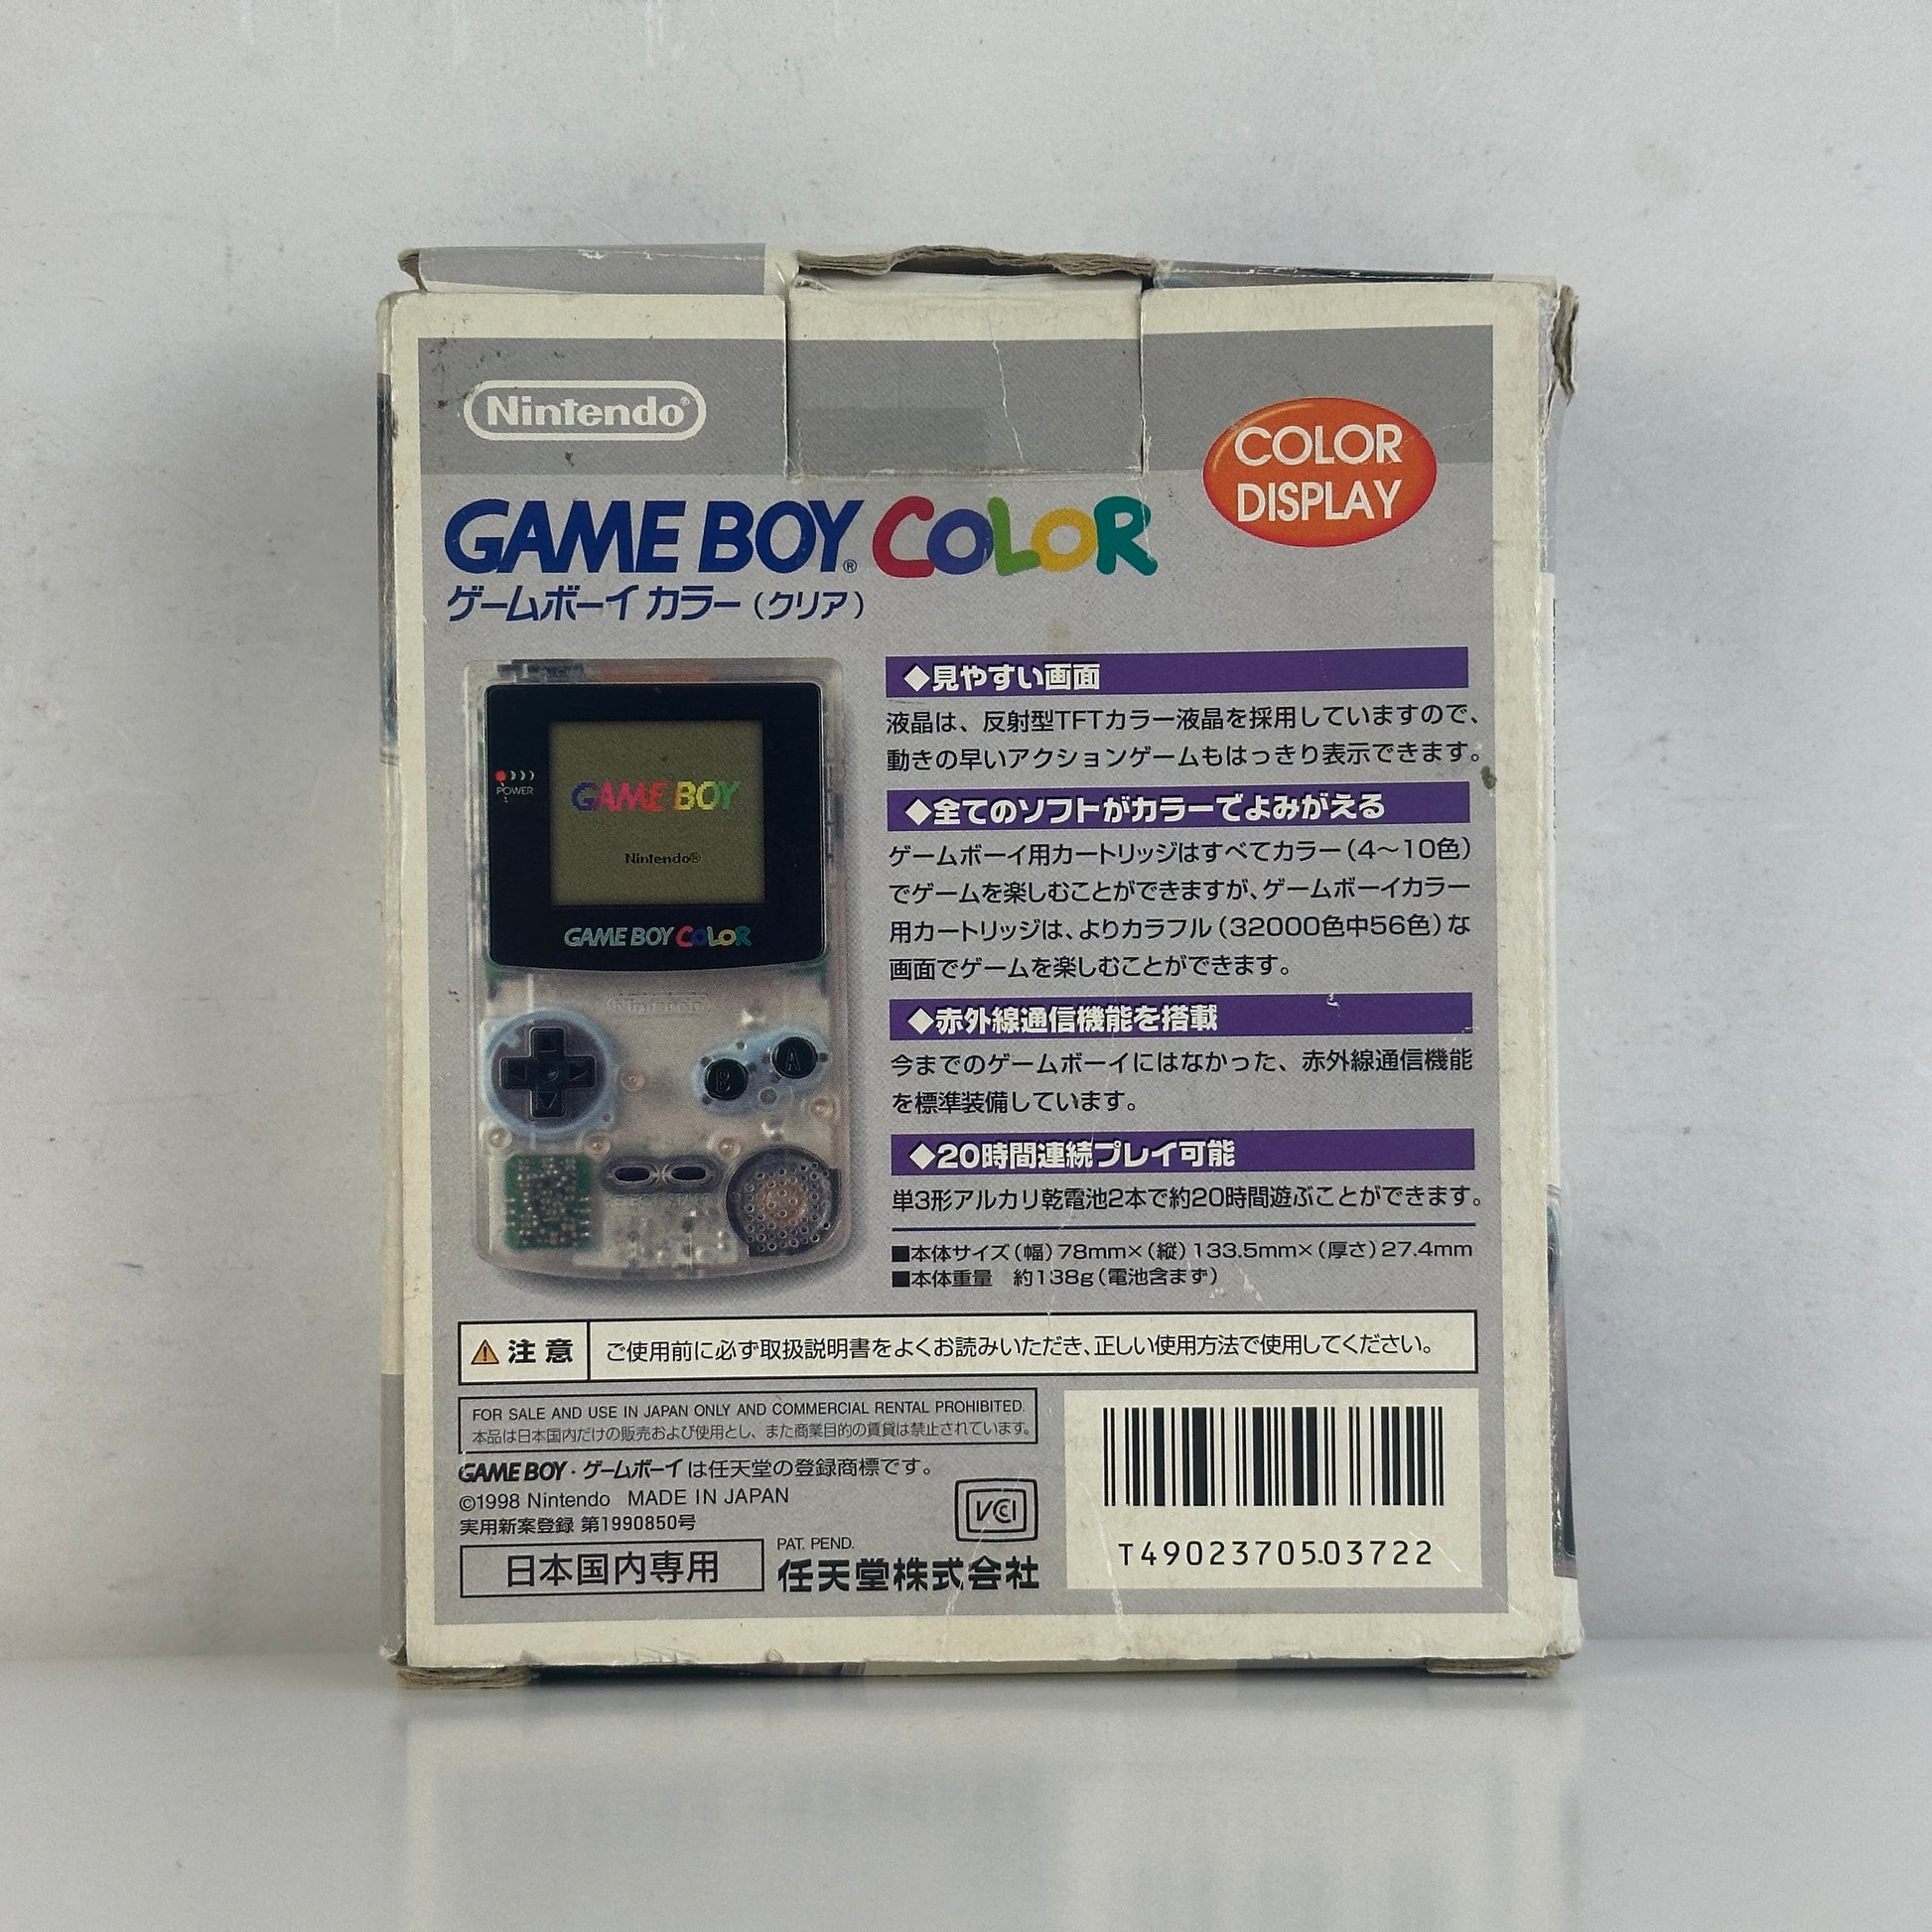 Nintendo®
COLOR
DISPLAY
GAME BOY® COLOR
ゲームボーイ カラー（クリア）
POWER
GAME BOY
Nintendo®
GAME BOY COLOR
Nintendo
B
A
◆見やすい画面
液晶は、反射型TFTカラー液晶を採用していますので、
動きの早いアクションゲームもはっきり表示できます。
◆全てのソフトがカラーでよみがえる
ゲームボーイ用カートリッジはすべてカラー（4〜10色）
でゲームを楽しむことができますが、ゲームボーイカラー
用カートリッジは、よりカラフル（32000色中56色）な
画面でゲームを楽しむことができます。
◆赤外線通信機能を搭載
今までのゲームボーイにはなかった、赤外線通信機能
を標準装備しています。
◆20時間連続プレイ可能
単3形アルカリ乾電池2本で約20時間遊ぶことができます。
■本体サイズ（幅）78mm×（縦）133.5mm×（厚さ）27.4mm
■本体重量　約138g（電池含まず）
注意
ご使用前に必ず取扱説明書をよくお読みいただき、正しい使用方法で使用してください。
FOR SALE AND USE IN JAPAN ONLY AND COMMERCIAL RENTAL PROHIBITED.
本品は日本国内だけの販売および使用とし、また商業目的の賃貸は禁止されています。
GAME BOY・ゲームボーイ は任天堂の登録商標です。
©1998 Nintendo MADE IN JAPAN
実用新案登録 第1990850号
VCI
日本国内専用
PAT. PEND.
任天堂株式会社
T4902370503722